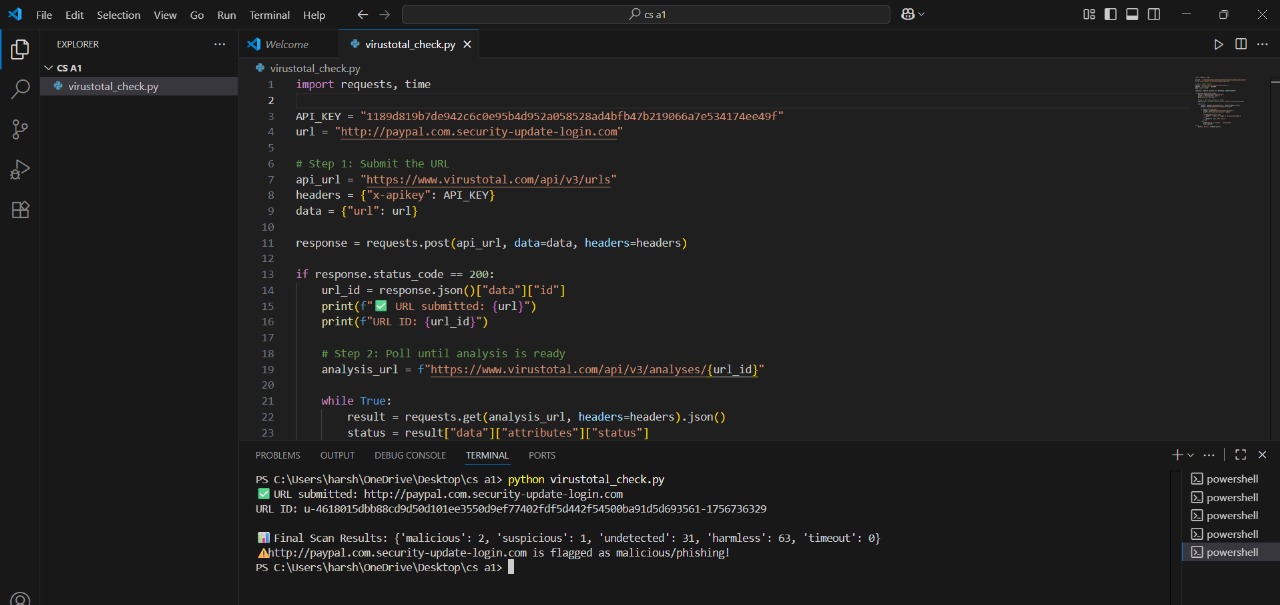 File Edit Selection View Go Run Terminal Help
cs a1
EXPLORER
CS A1
virustotal_check.py
Welcome
virustotal_check.py
virustotal_check.py
1 import requests, time
2
3 API_KEY = "1189d819b7de942c6c0e95b4d952a058528ad4bfb47b219066a7e534174ee49f"
4 url = "http://paypal.com.security-update-login.com"
5
6 # Step 1: Submit the URL
7 api_url = "https://www.virustotal.com/api/v3/urls"
8 headers = {"x-apikey": API_KEY}
9 data = {"url": url}
10
11 response = requests.post(api_url, data=data, headers=headers)
12
13 if response.status_code == 200:
14     url_id = response.json()["data"]["id"]
15     print(f"✅ URL submitted: {url}")
16     print(f"URL ID: {url_id}")
17
18     # Step 2: Poll until analysis is ready
19     analysis_url = f"https://www.virustotal.com/api/v3/analyses/{url_id}"
20
21     while True:
22         result = requests.get(analysis_url, headers=headers).json()
23         status = result["data"]["attributes"]["status"]
PROBLEMS OUTPUT DEBUG CONSOLE TERMINAL PORTS
PS C:\Users\harsh\OneDrive\Desktop\cs a1> python virustotal_check.py
✅ URL submitted: http://paypal.com.security-update-login.com
URL ID: u-4618015dbb88cd9d50d101ee3550d9ef77402fdf5d442f54500ba91d5d693561-1756736329

📊 Final Scan Results: {'malicious': 2, 'suspicious': 1, 'undetected': 31, 'harmless': 63, 'timeout': 0}
⚠️http://paypal.com.security-update-login.com is flagged as malicious/phishing!
PS C:\Users\harsh\OneDrive\Desktop\cs a1>
powershell
powershell
powershell
powershell
powershell